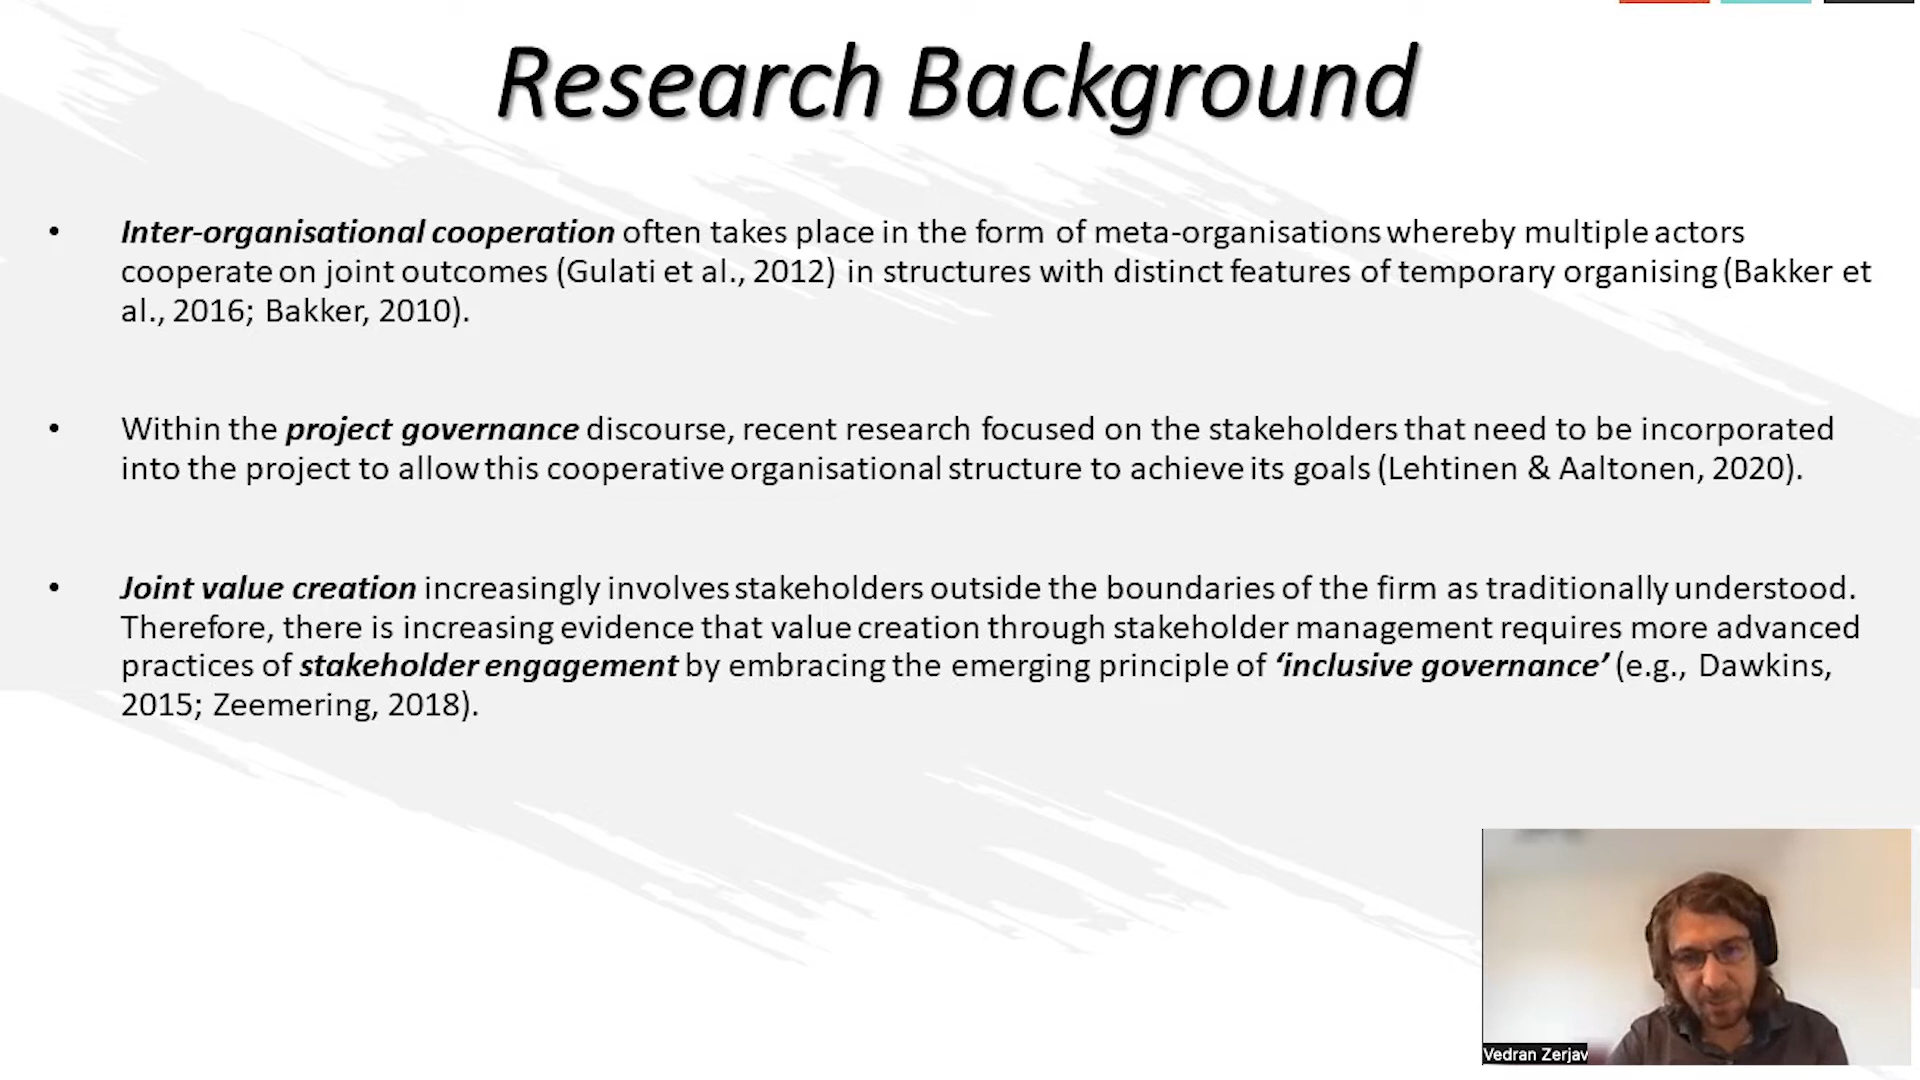 Research Background
• Inter-organisational cooperation often takes place in the form of meta-organisations whereby multiple actors
cooperate on joint outcomes (Gulati et al., 2012) in structures with distinct features of temporary organising (Bakker et
al., 2016; Bakker, 2010).
• Within the project governance discourse, recent research focused on the stakeholders that need to be incorporated
into the project to allow this cooperative organisational structure to achieve its goals (Lehtinen & Aaltonen, 2020).
• Joint value creation increasingly involves stakeholders outside the boundaries of the firm as traditionally understood.
Therefore, there is increasing evidence that value creation through stakeholder management requires more advanced
practices of stakeholder engagement by embracing the emerging principle of ‘inclusive governance’ (e.g., Dawkins,
2015; Zeemering, 2018).
Vedran Zerjav